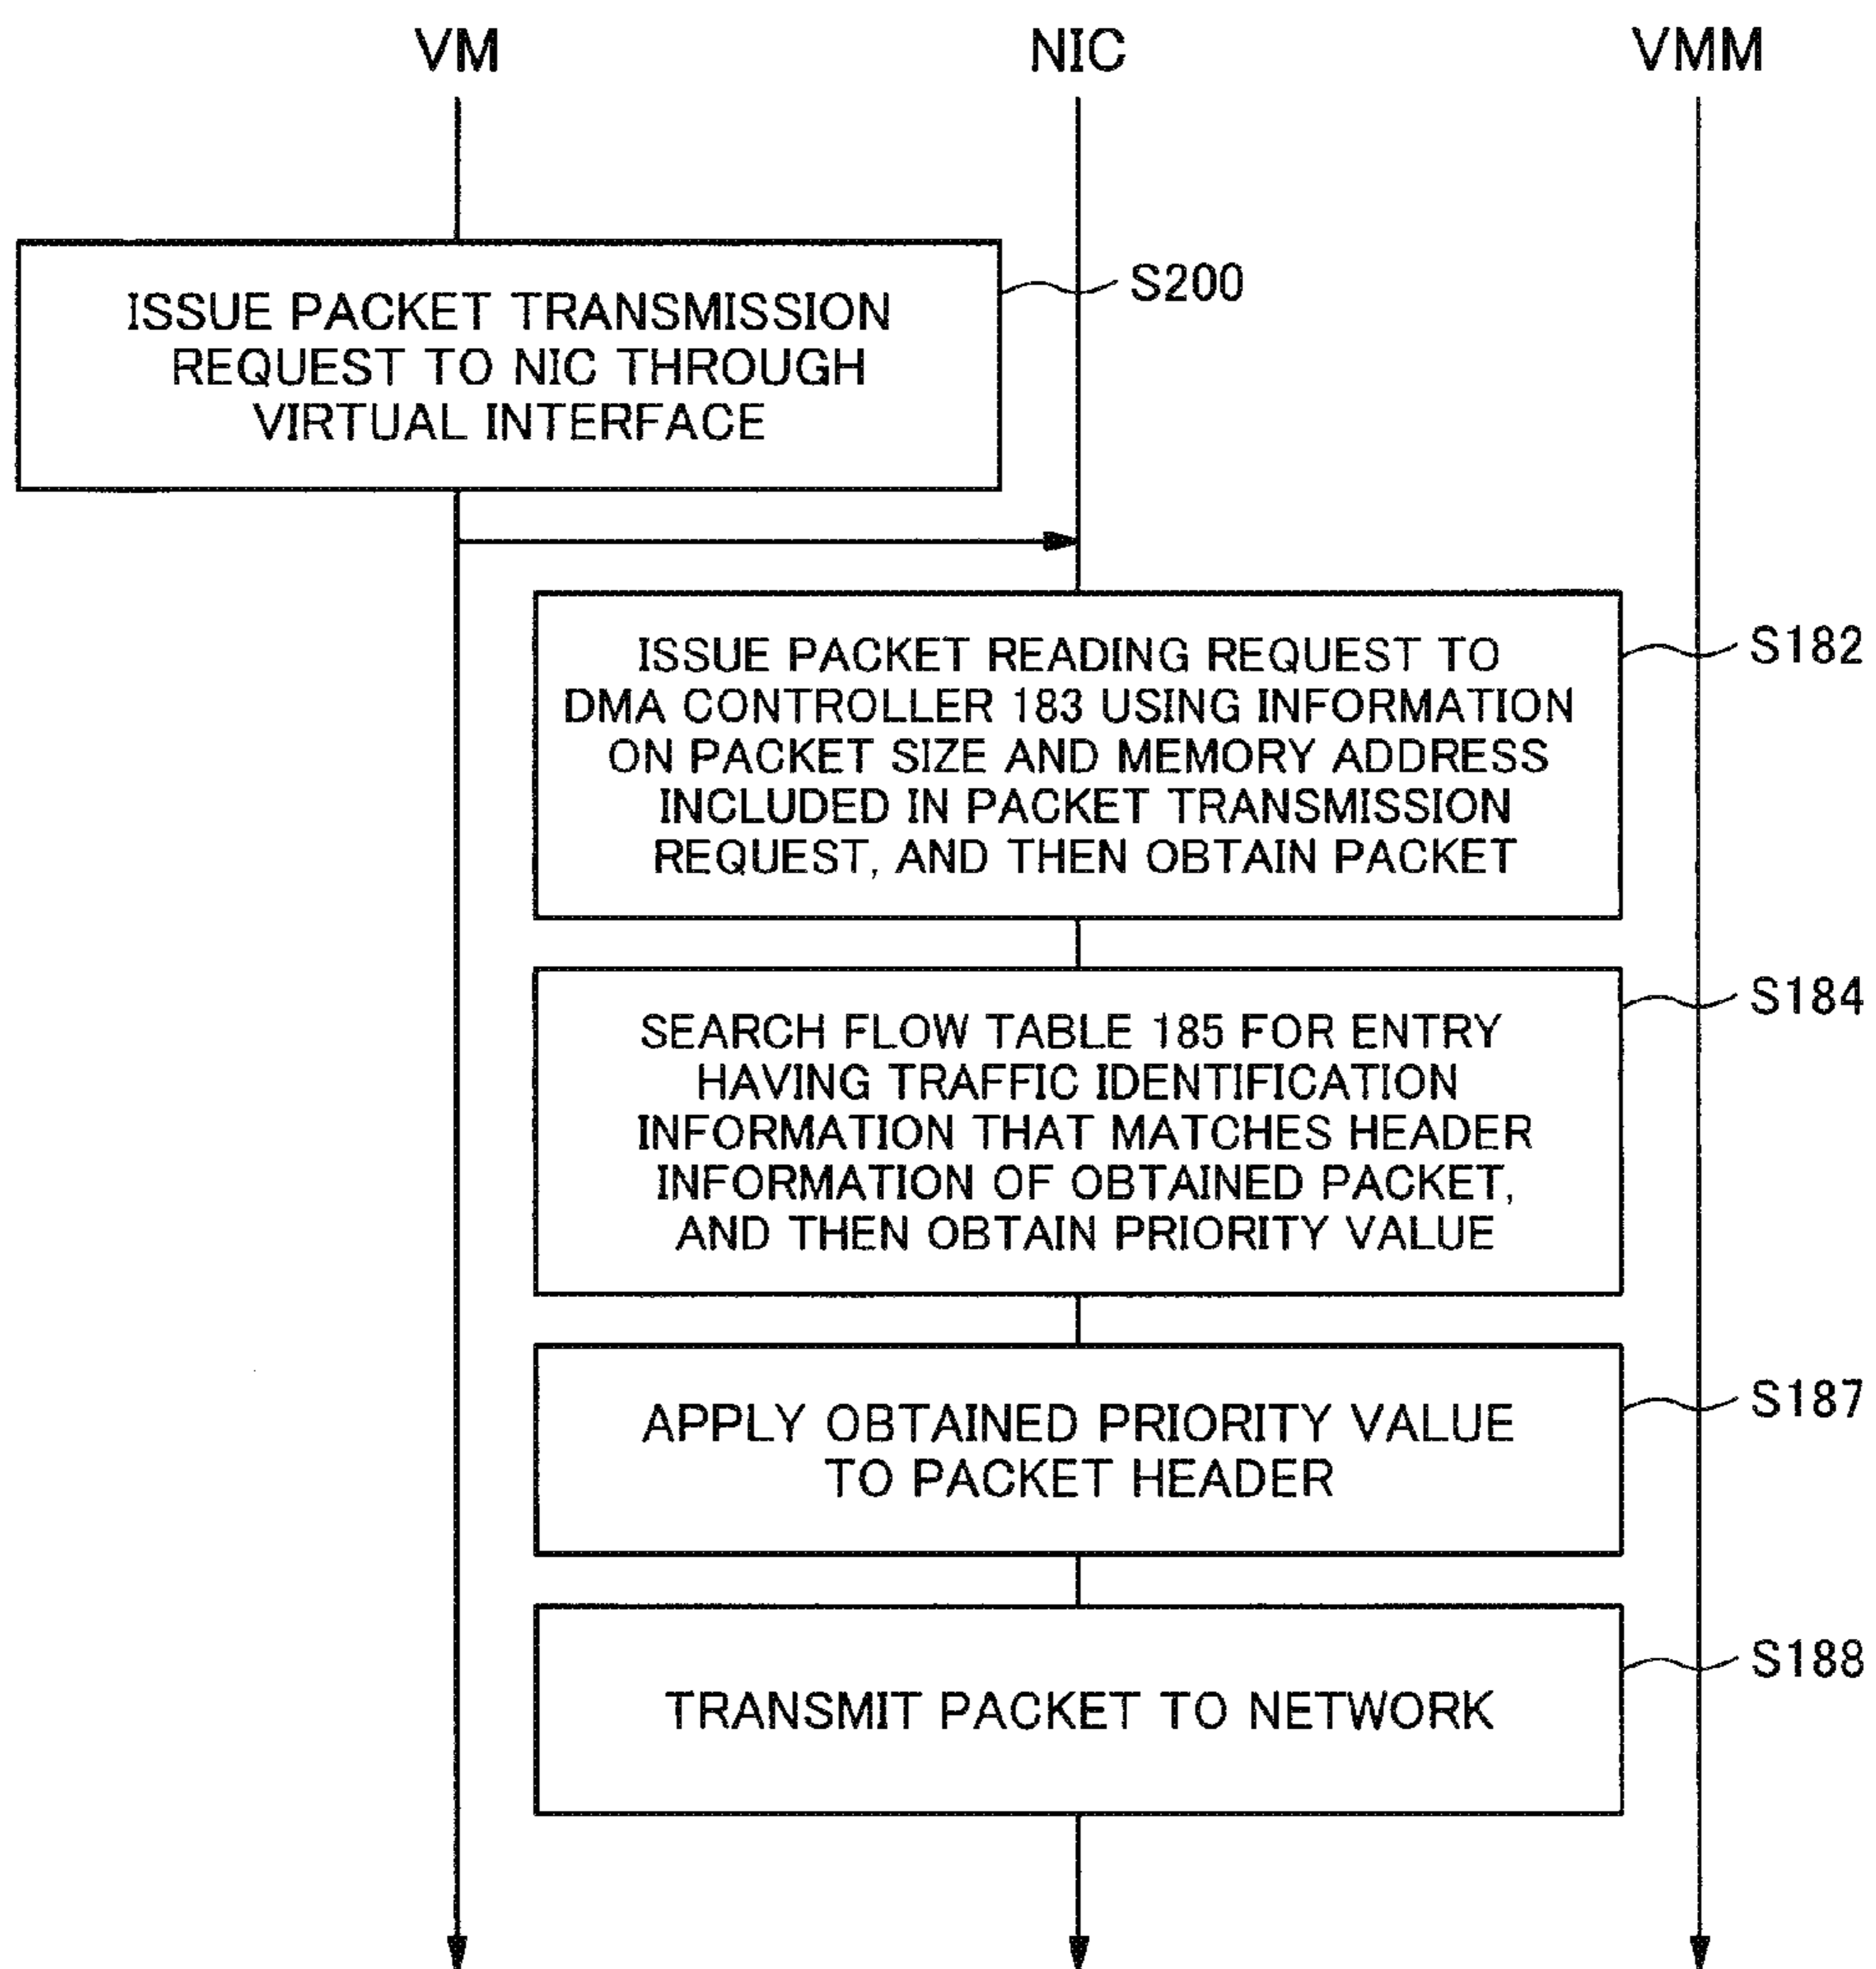 VM
NIC
VMM
ISSUE PACKET TRANSMISSION
REQUEST TO NIC THROUGH
VIRTUAL INTERFACE
S200
ISSUE PACKET READING REQUEST TO
DMA CONTROLLER 183 USING INFORMATION
ON PACKET SIZE AND MEMORY ADDRESS
INCLUDED IN PACKET TRANSMISSION
REQUEST, AND THEN OBTAIN PACKET
S182
SEARCH FLOW TABLE 185 FOR ENTRY
HAVING TRAFFIC IDENTIFICATION
INFORMATION THAT MATCHES HEADER
INFORMATION OF OBTAINED PACKET,
AND THEN OBTAIN PRIORITY VALUE
S184
APPLY OBTAINED PRIORITY VALUE
TO PACKET HEADER
S187
TRANSMIT PACKET TO NETWORK
S188